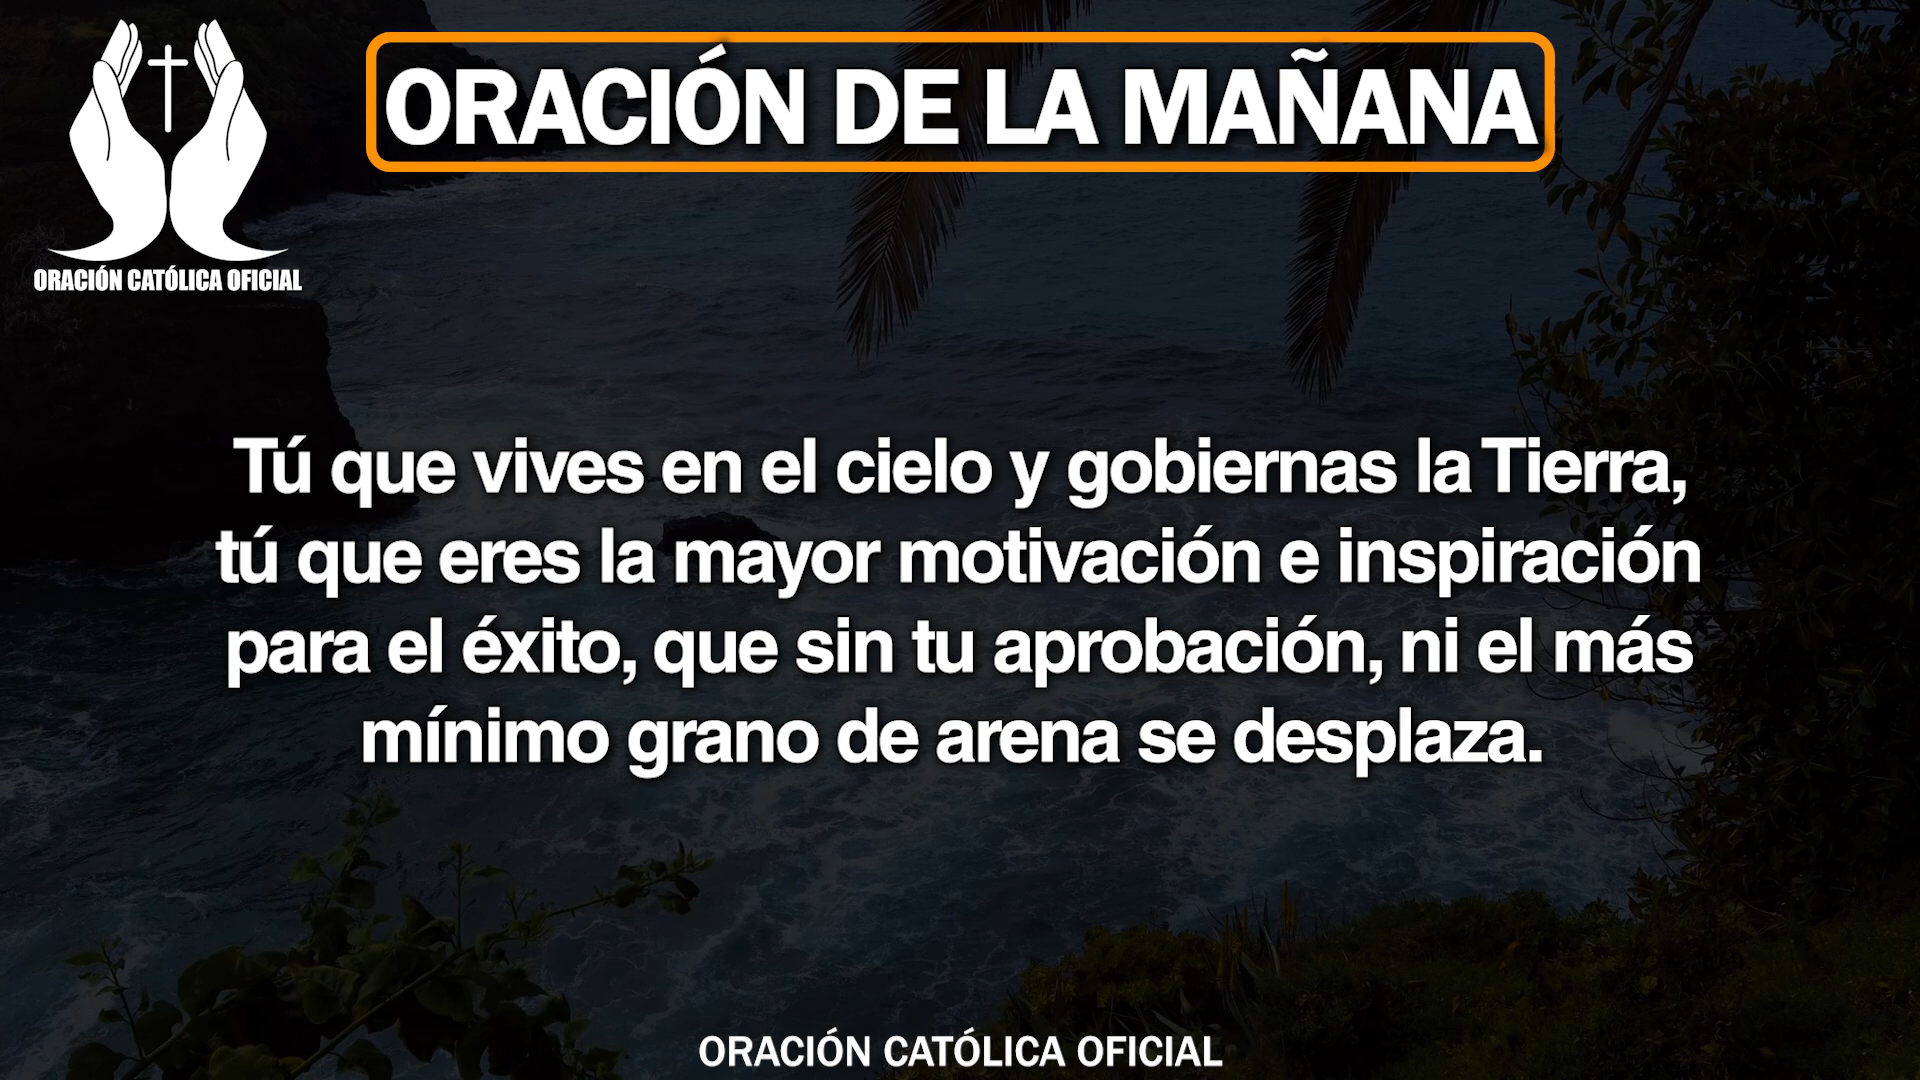 ORACIÓN DE LA MAÑANA
ORACIÓN CATÓLICA OFICIAL
Tú que vives en el cielo y gobiernas la Tierra,
tú que eres la mayor motivación e inspiración
para el éxito, que sin tu aprobación, ni el más
mínimo grano de arena se desplaza.
ORACIÓN CATÓLICA OFICIAL